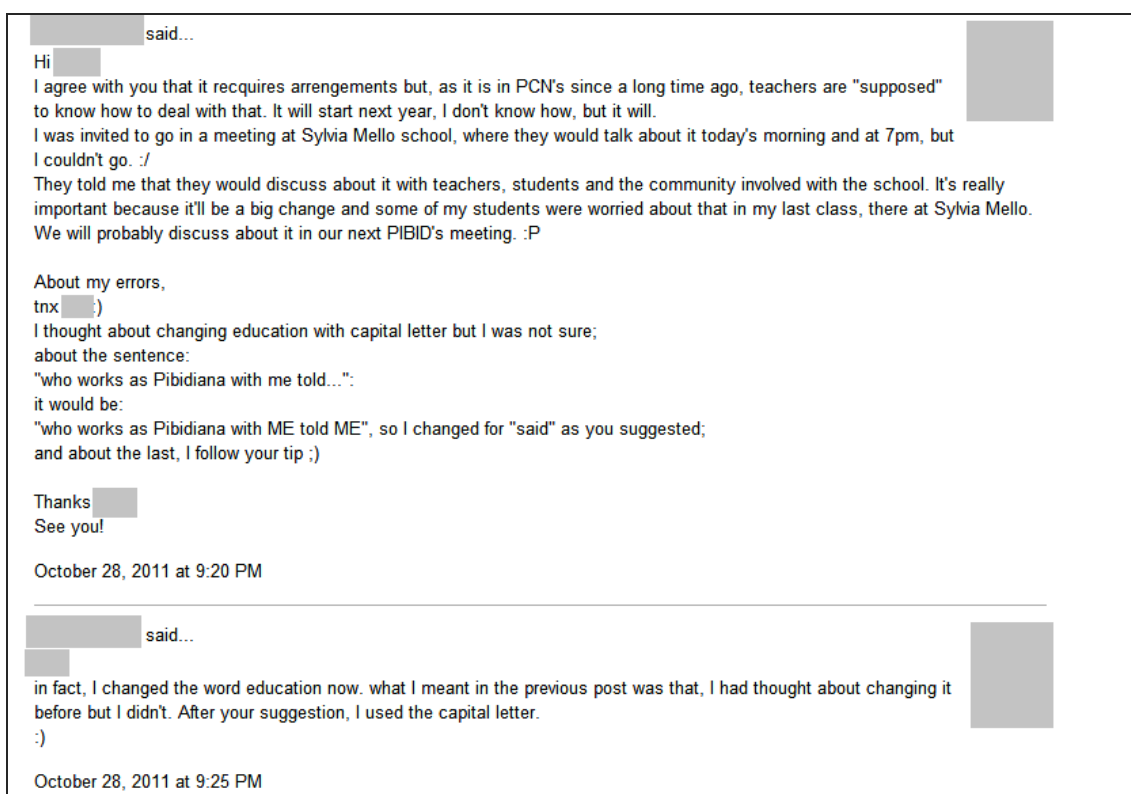 said...
Hi
I agree with you that it recquires arrengements but, as it is in PCN's since a long time ago, teachers are "supposed"
to know how to deal with that. It will start next year, I don't know how, but it will.
I was invited to go in a meeting at Sylvia Mello school, where they would talk about it today's morning and at 7pm, but
I couldn't go. :/
They told me that they would discuss about it with teachers, students and the community involved with the school. It's really
important because it'll be a big change and some of my students were worried about that in my last class, there at Sylvia Mello.
We will probably discuss about it in our next PIBID's meeting. :P
About my errors,
tnx :)
I thought about changing education with capital letter but I was not sure;
about the sentence:
"who works as Pibidiana with me told...":
it would be:
"who works as Pibidiana with ME told ME", so I changed for "said" as you suggested;
and about the last, I follow your tip ;)
Thanks
See you!
October 28, 2011 at 9:20 PM
said...
in fact, I changed the word education now. what I meant in the previous post was that, I had thought about changing it
before but I didn't. After your suggestion, I used the capital letter.
:)
October 28, 2011 at 9:25 PM